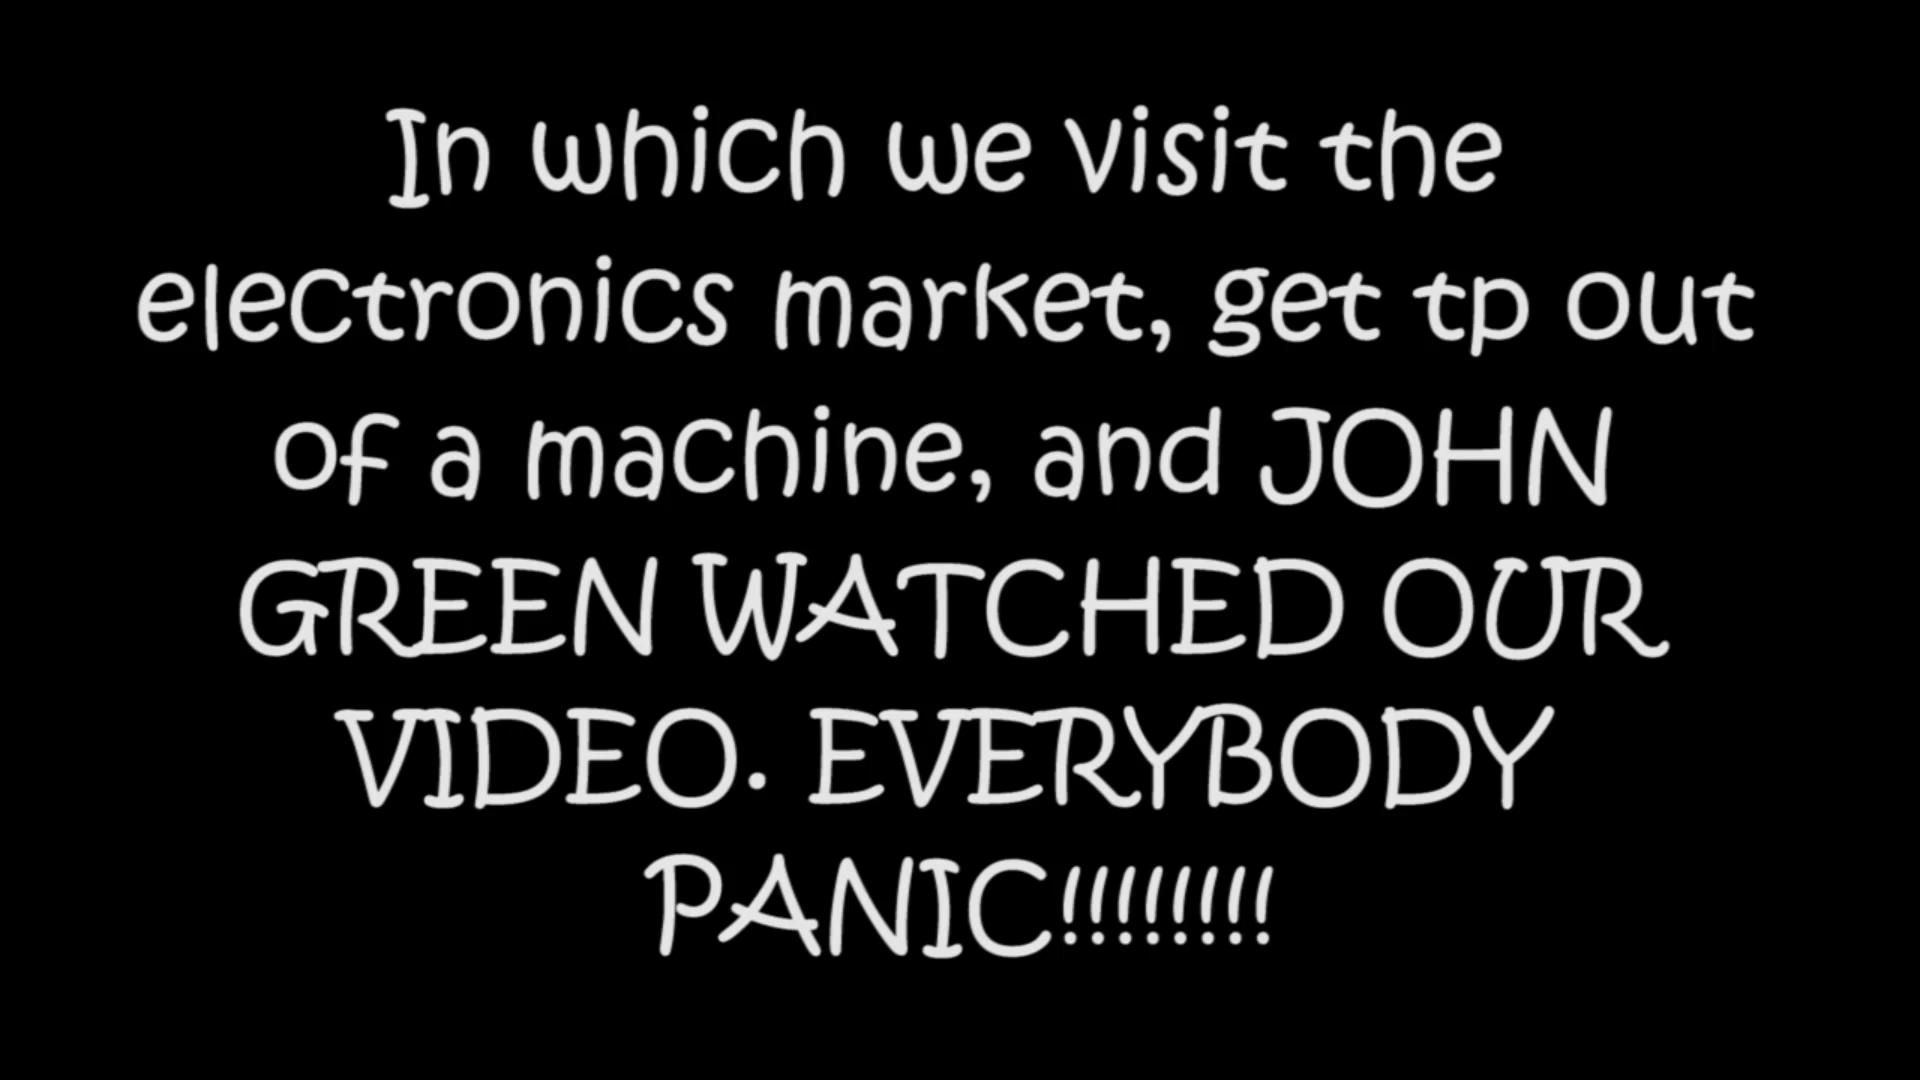 In which we visit the
electronics market, get tp out
of a machine, and JOHN
GREEN WATCHED OUR
VIDEO. EVERYBODY
PANIC!!!!!!!!